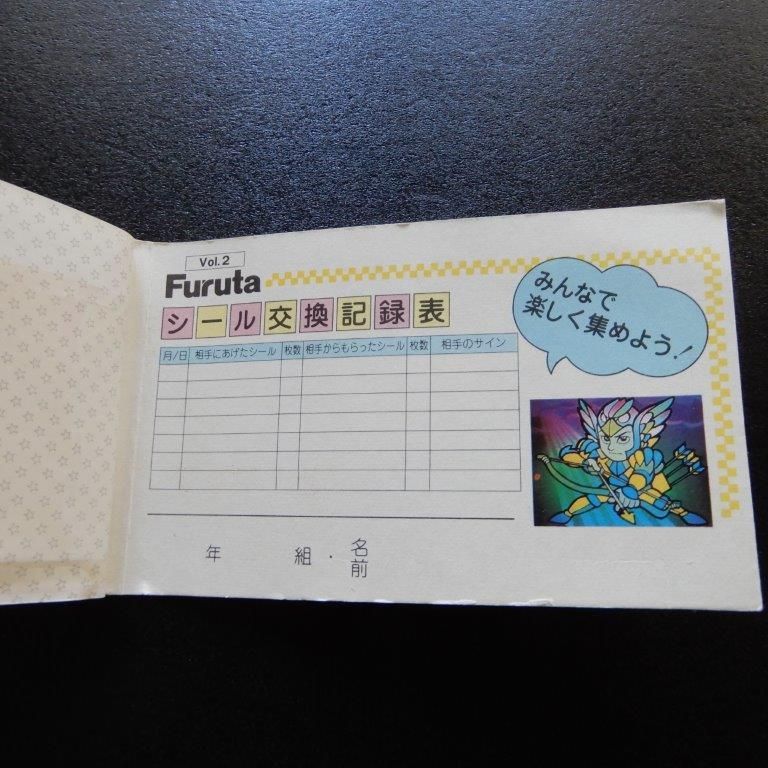 Vol.2
Furuta
シール交換記録表
月/日 相手にあげたシール 枚数 相手からもらったシール 枚数 相手のサイン
みんなで
楽しく集めよう!
年 組・名前